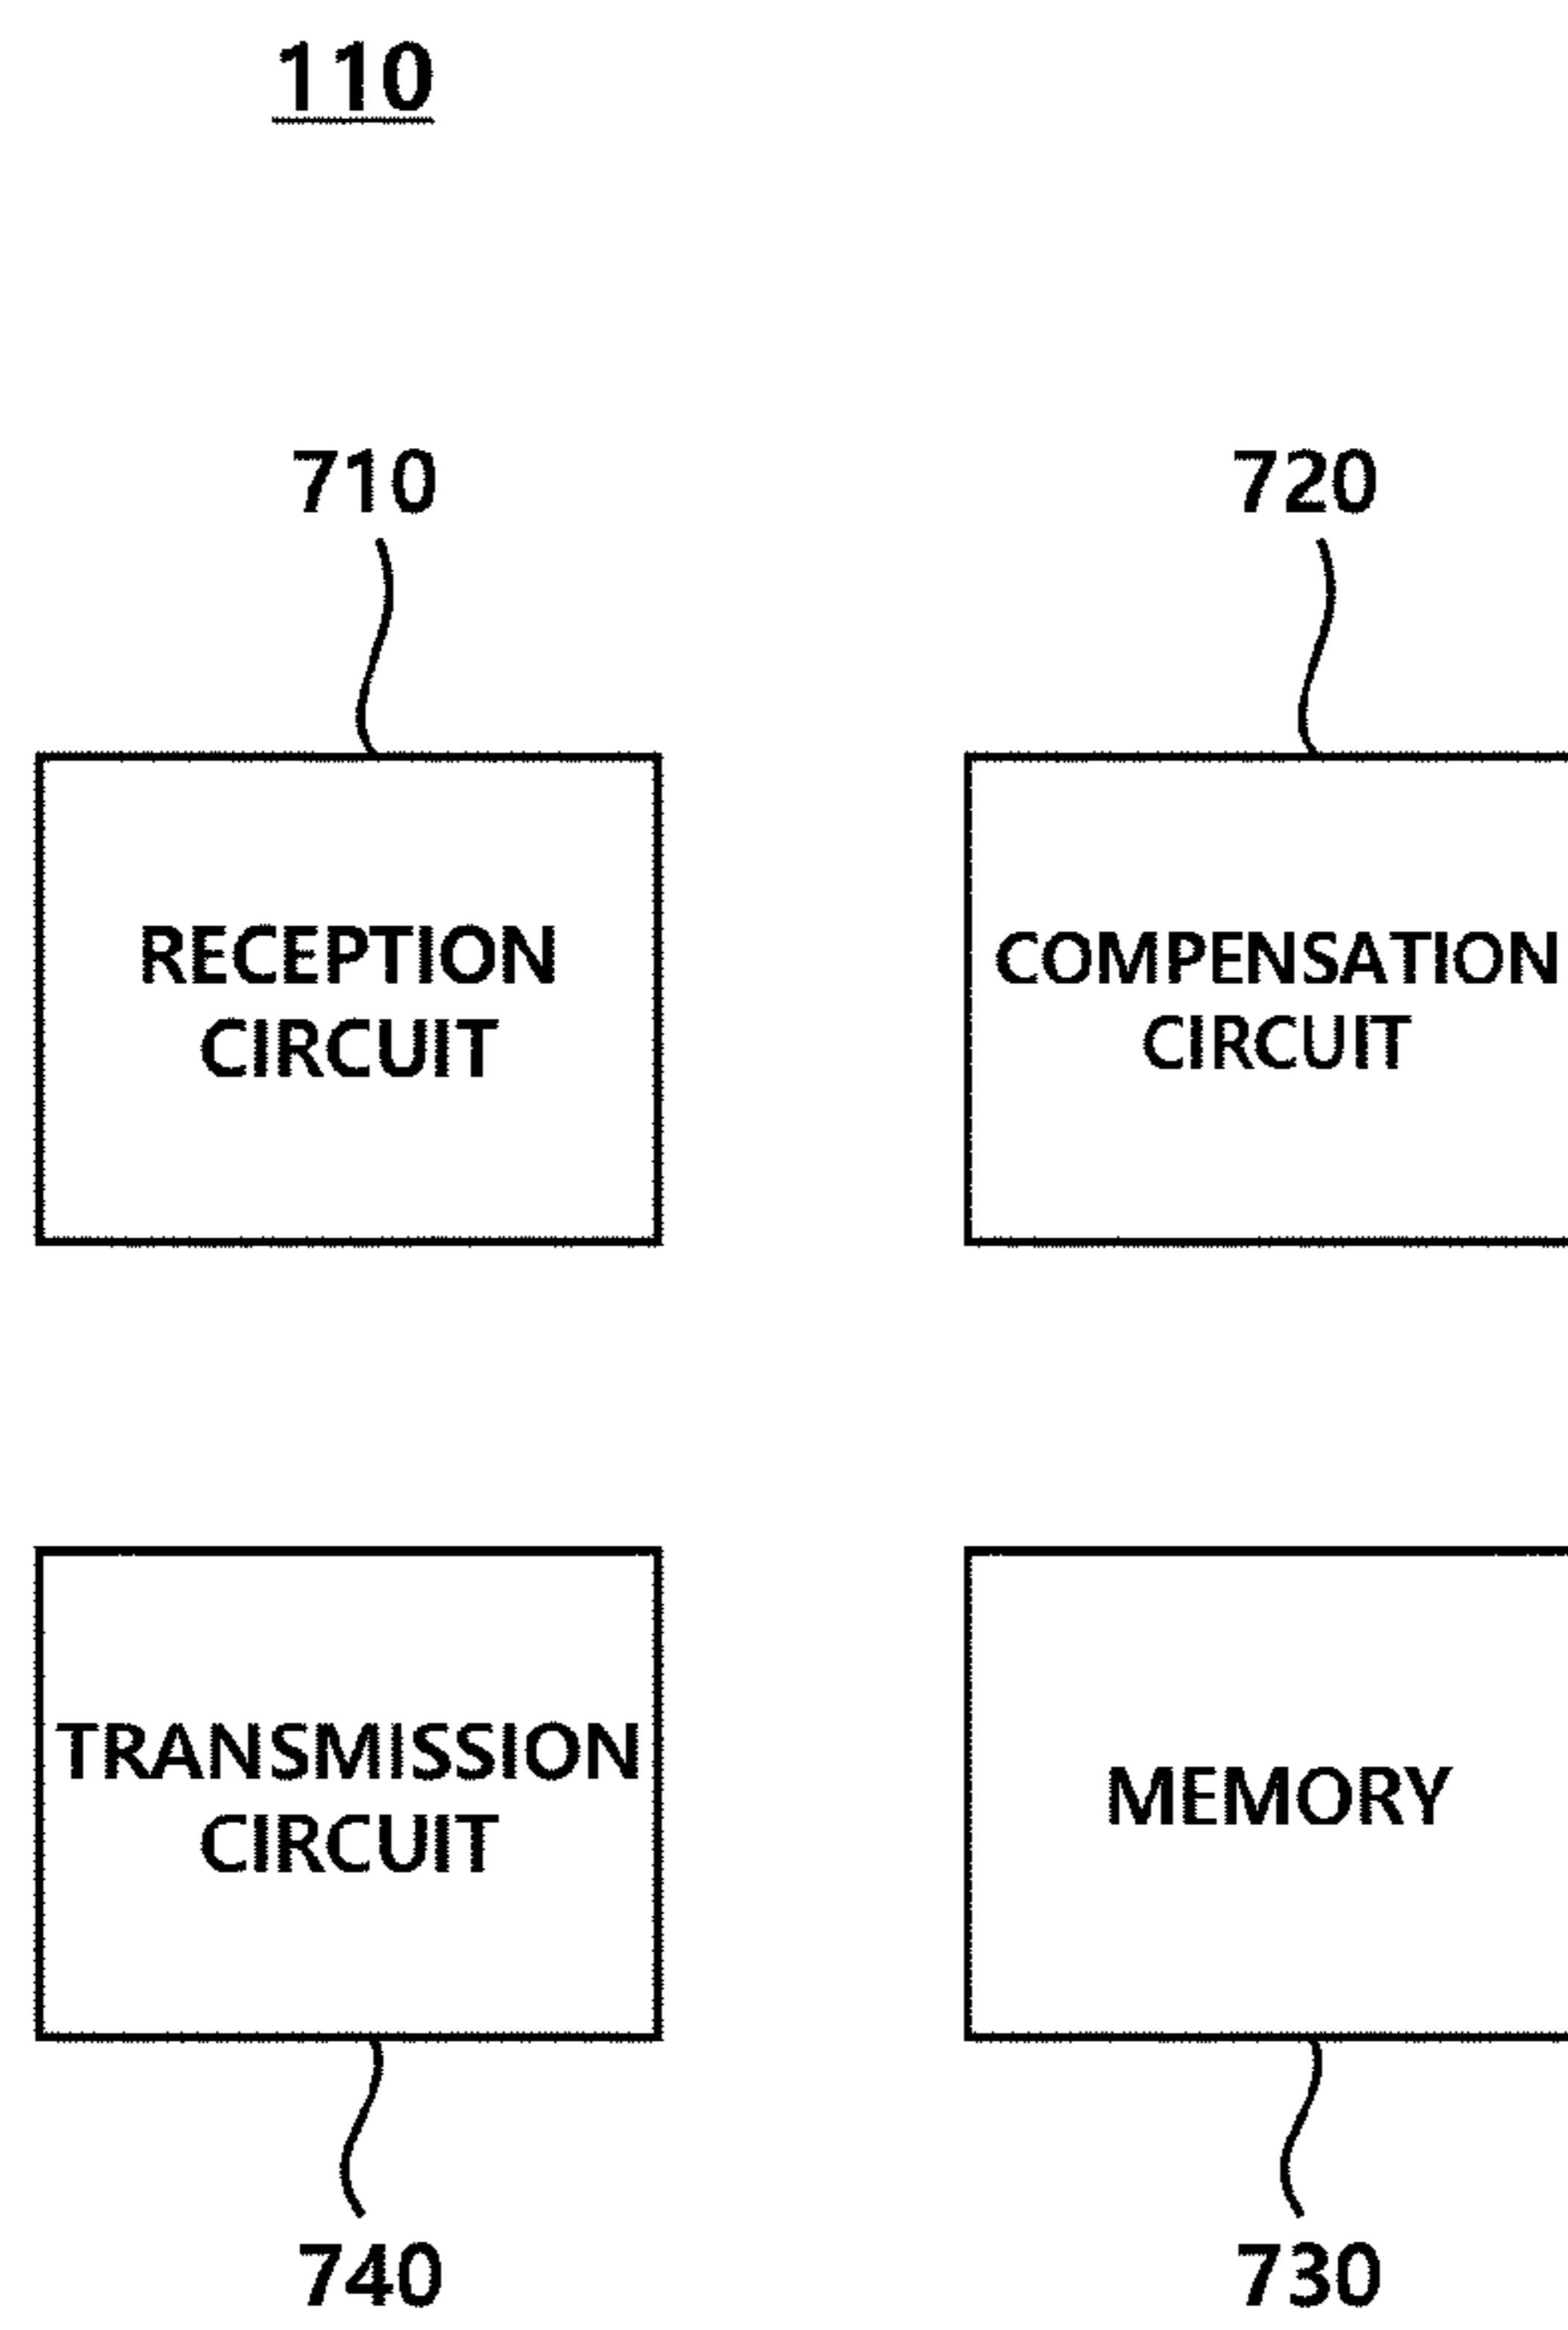 110
710
720
RECEPTION
CIRCUIT
COMPENSATION
CIRCUIT
TRANSMISSION
CIRCUIT
MEMORY
740
730